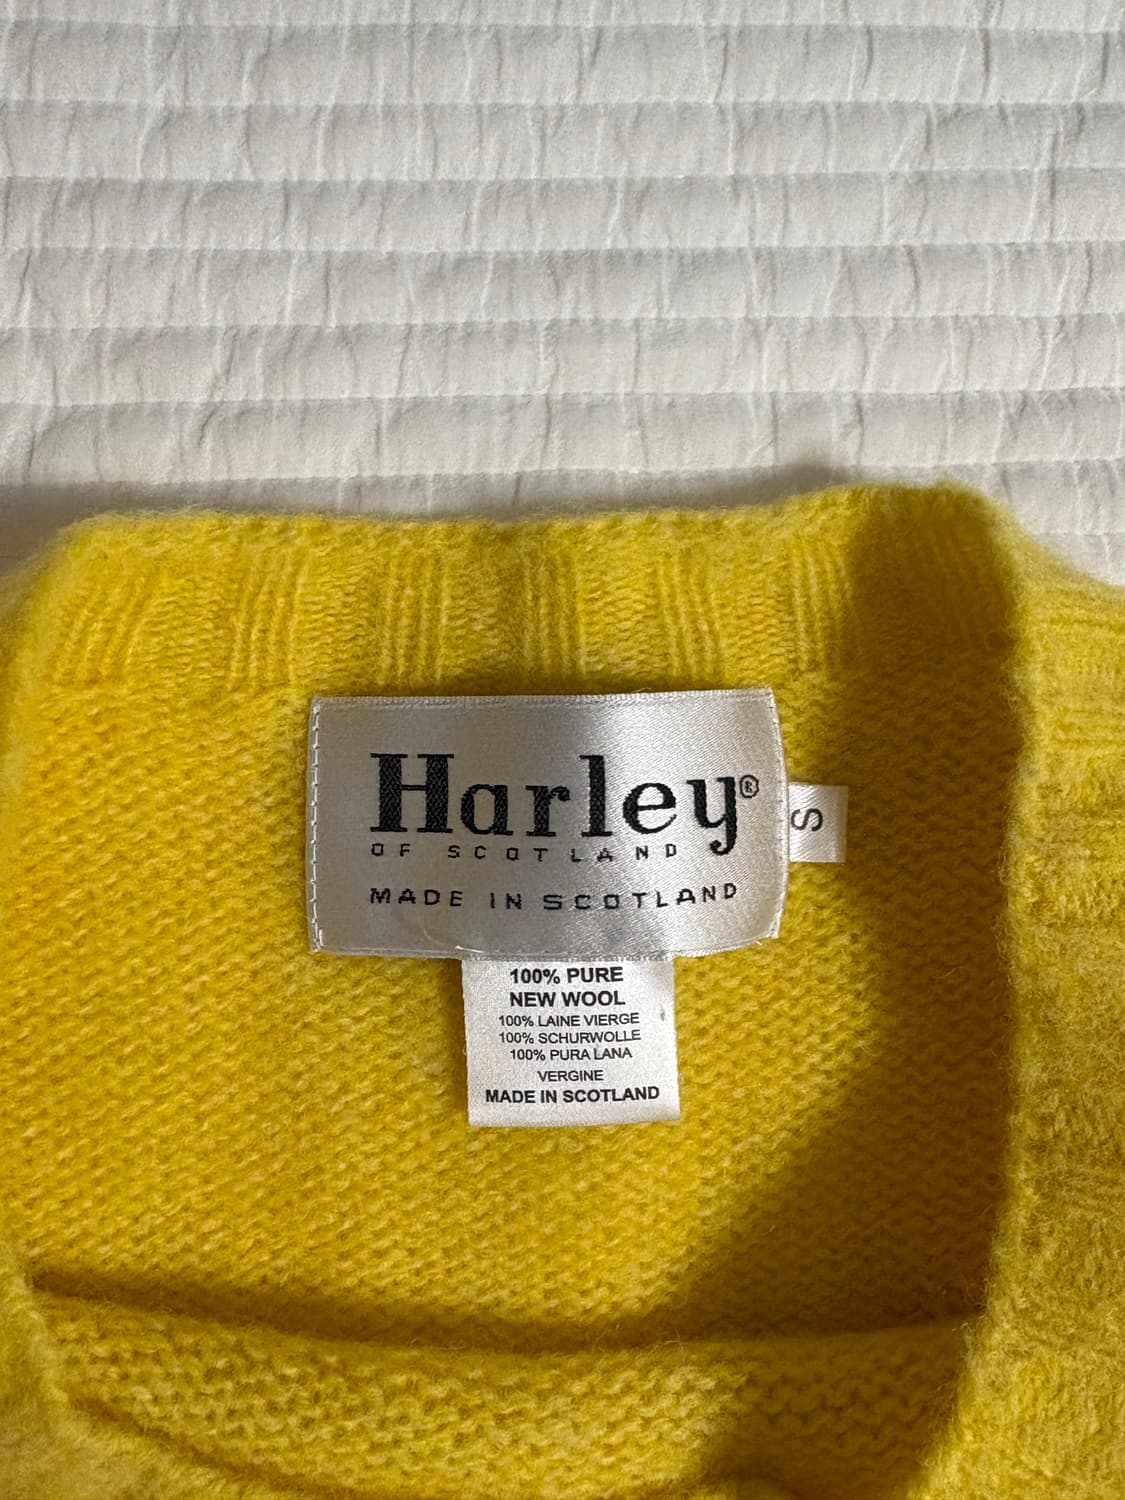 Harley®
OF SCOTLAND
MADE IN SCOTLAND
S
100% PURE
NEW WOOL
100% LAINE VIERGE
100% SCHURWOLLE
100% PURA LANA
VERGINE
MADE IN SCOTLAND